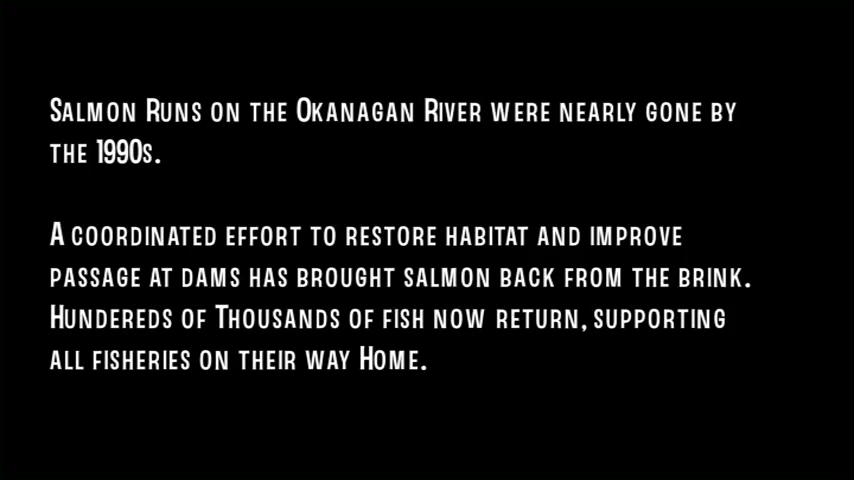 Salmon Runs on the Okanagan River were nearly gone by
the 1990s.
A coordinated effort to restore habitat and improve
passage at dams has brought salmon back from the brink.
Hundereds of Thousands of fish now return, supporting
all fisheries on their way Home.